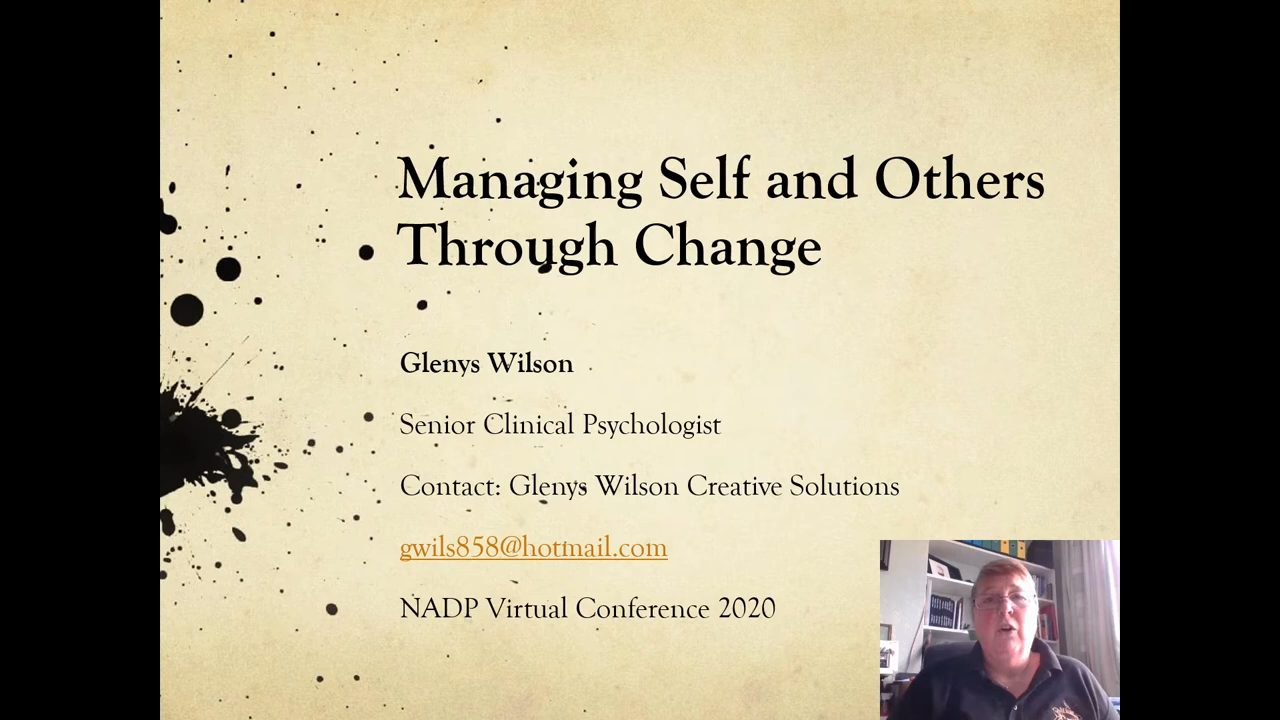 Managing Self and Others
Through Change
Glenys Wilson
Senior Clinical Psychologist
Contact: Glenys Wilson Creative Solutions
gwils858@hotmail.com
NADP Virtual Conference 2020